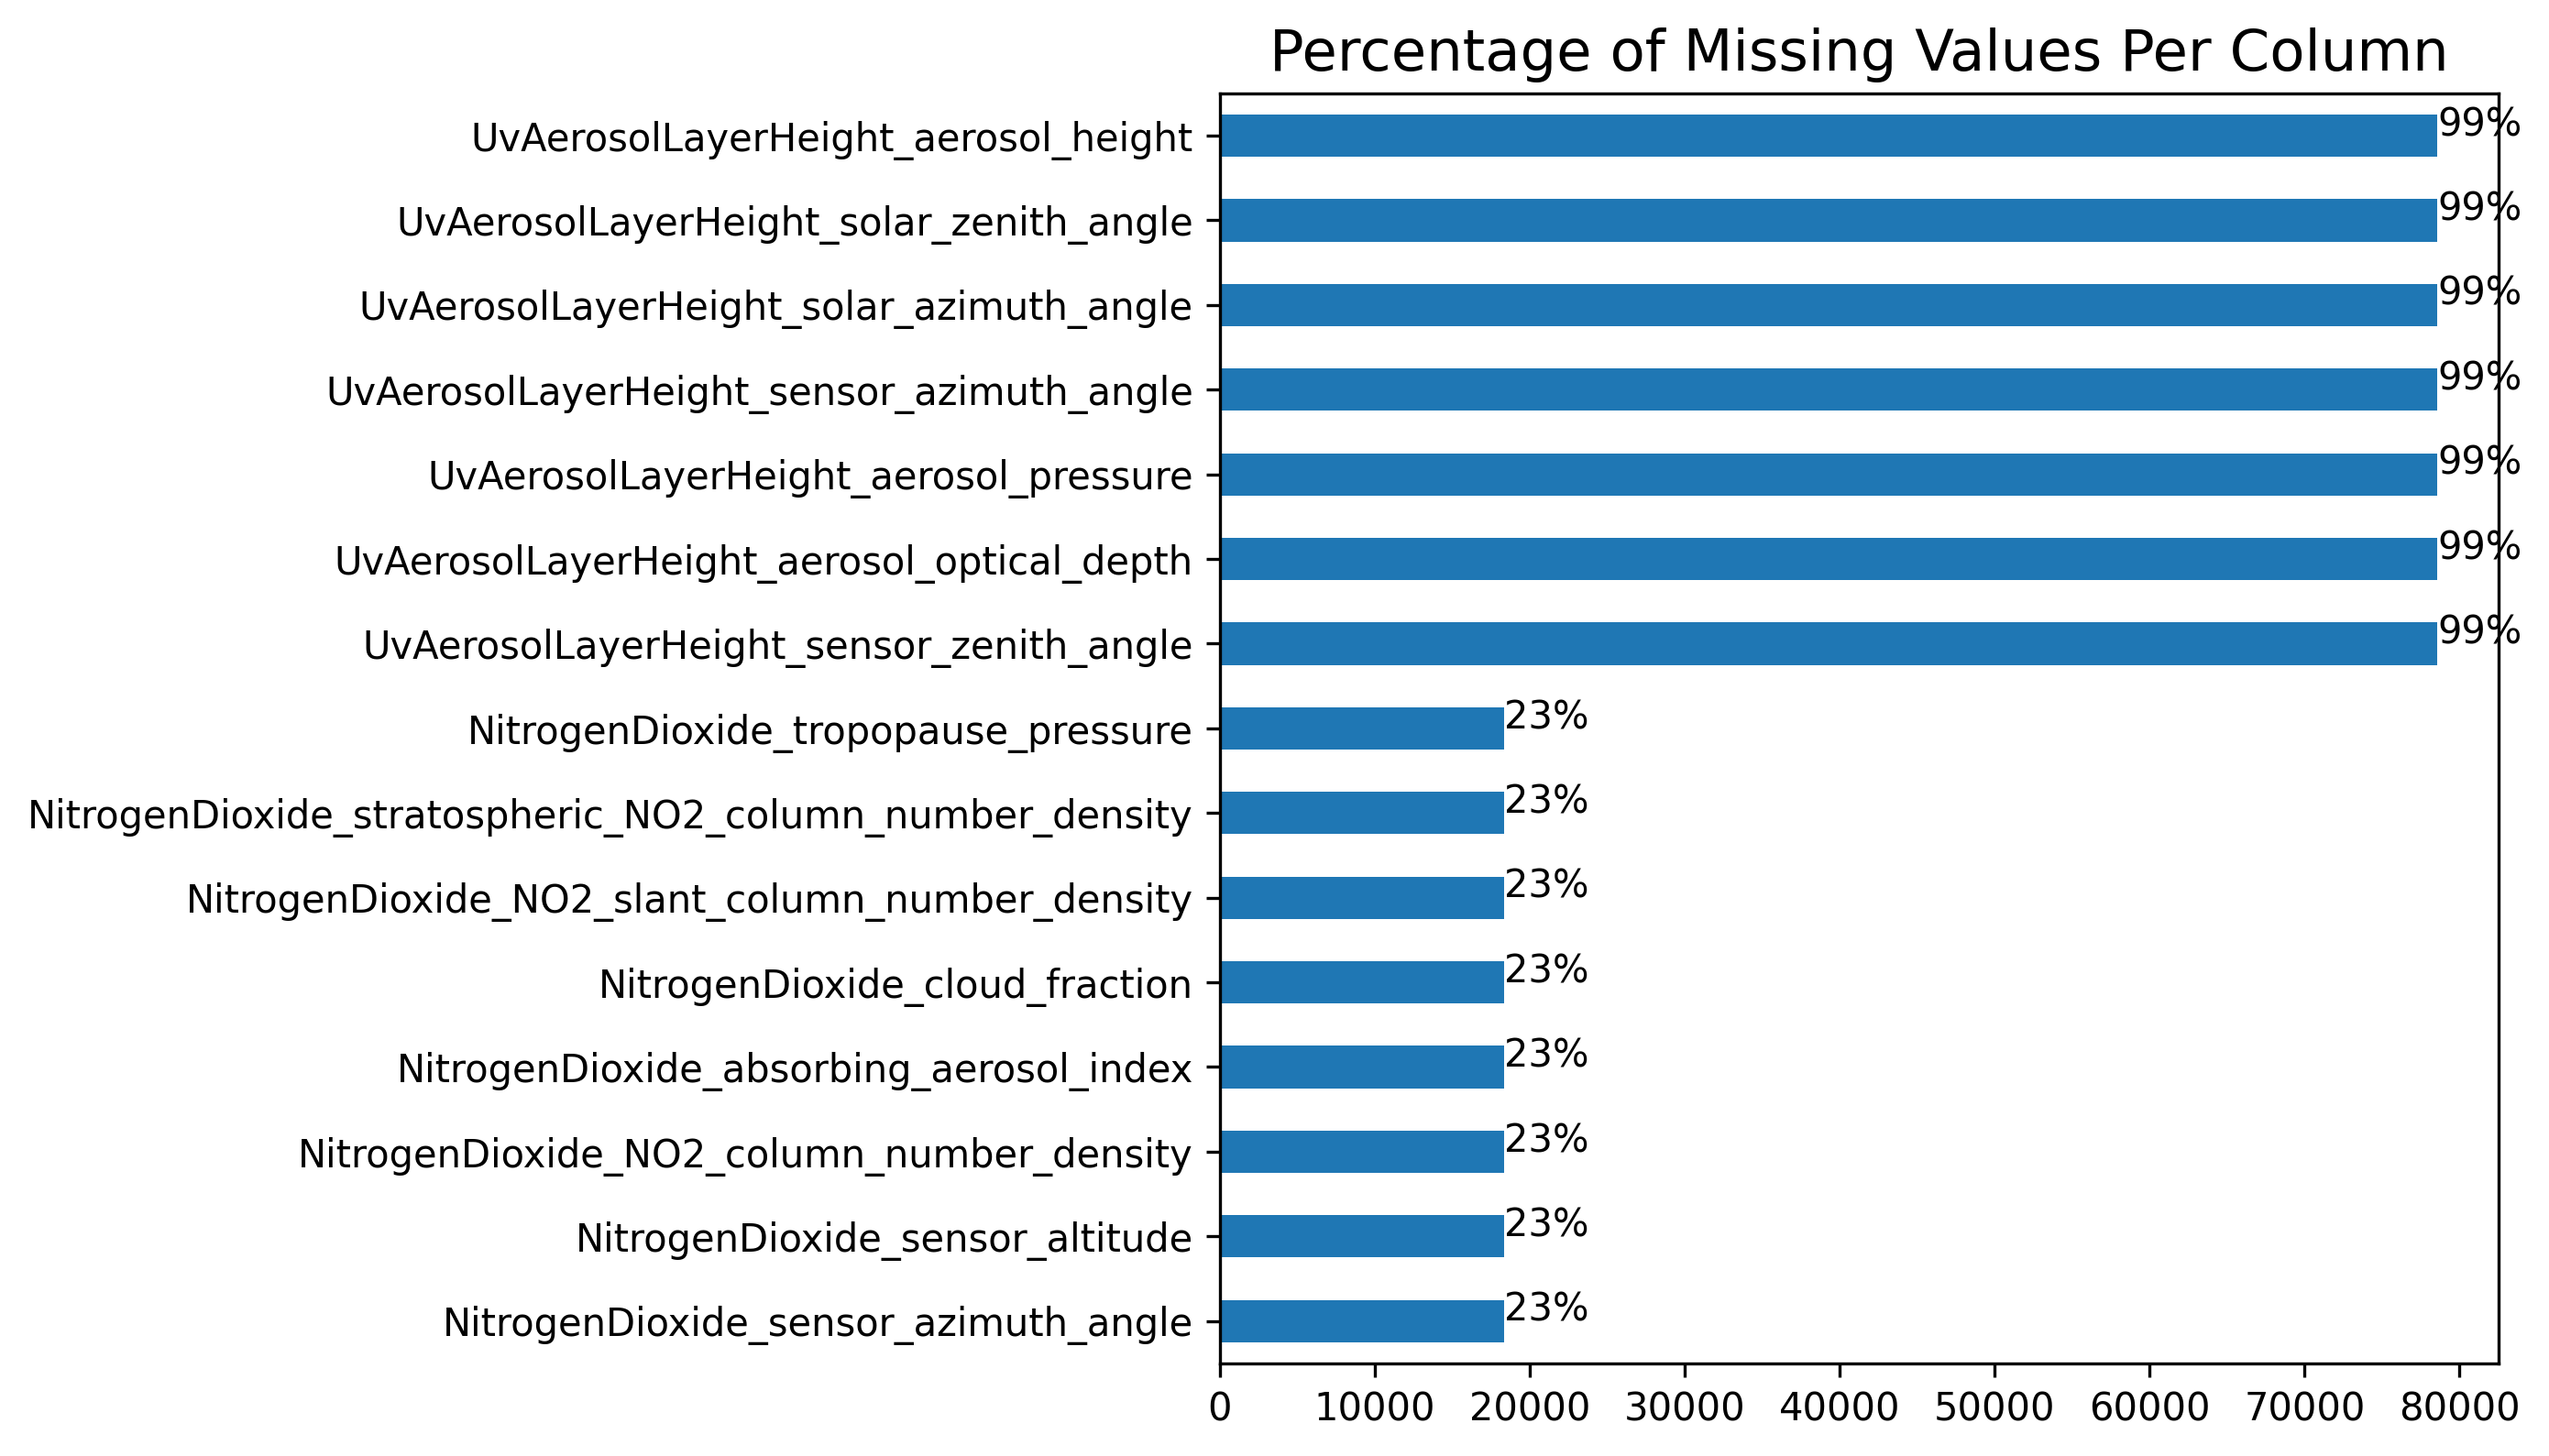 Percentage of Missing Values Per Column
UvAerosolLayerHeight_aerosol_height 99%
UvAerosolLayerHeight_solar_zenith_angle 99%
UvAerosolLayerHeight_solar_azimuth_angle 99%
UvAerosolLayerHeight_sensor_azimuth_angle 99%
UvAerosolLayerHeight_aerosol_pressure 99%
UvAerosolLayerHeight_aerosol_optical_depth 99%
UvAerosolLayerHeight_sensor_zenith_angle 99%
NitrogenDioxide_tropopause_pressure 23%
NitrogenDioxide_stratospheric_NO2_column_number_density 23%
NitrogenDioxide_NO2_slant_column_number_density 23%
NitrogenDioxide_cloud_fraction 23%
NitrogenDioxide_absorbing_aerosol_index 23%
NitrogenDioxide_NO2_column_number_density 23%
NitrogenDioxide_sensor_altitude 23%
NitrogenDioxide_sensor_azimuth_angle 23%
0 10000 20000 30000 40000 50000 60000 70000 80000